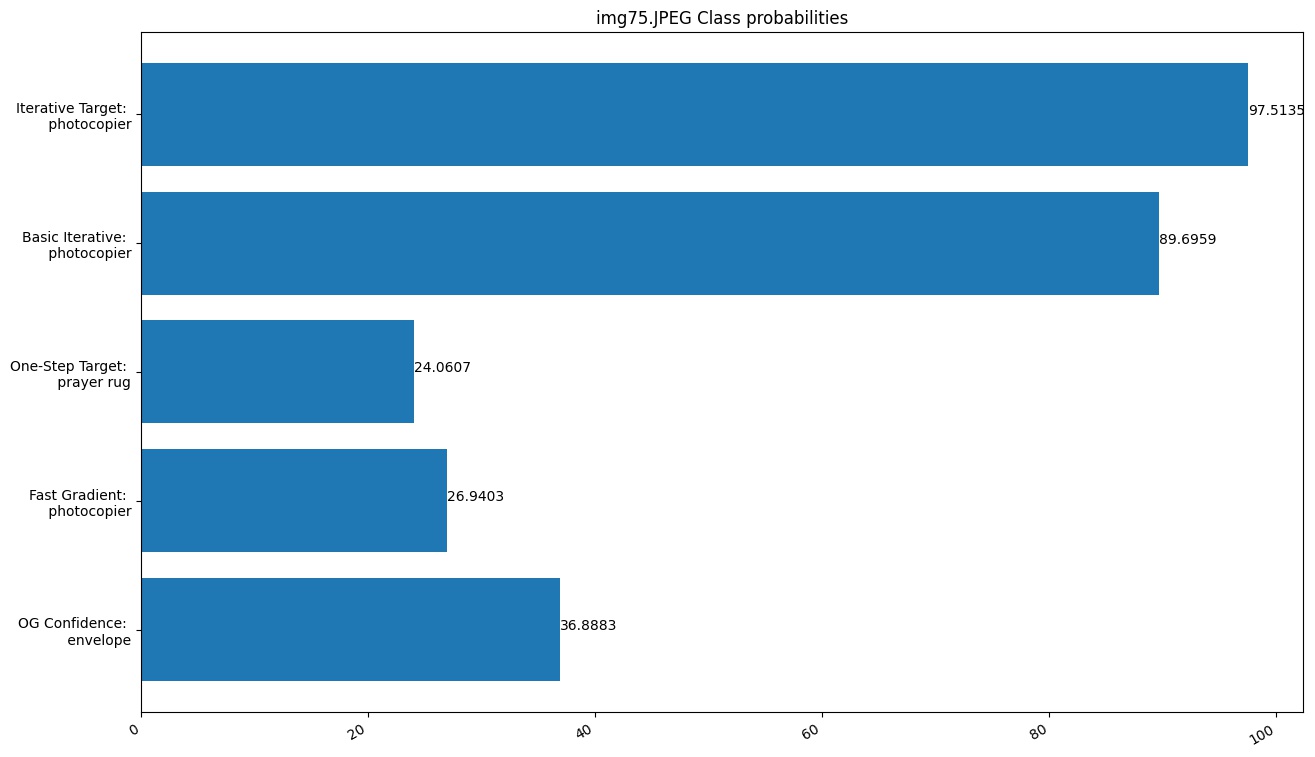 img75.JPEG Class probabilities
Iterative Target:
photocopier
97.5135
Basic Iterative:
photocopier
89.6959
One-Step Target:
prayer rug
24.0607
Fast Gradient:
photocopier
26.9403
OG Confidence:
envelope
36.8883
0 20 40 60 80 100